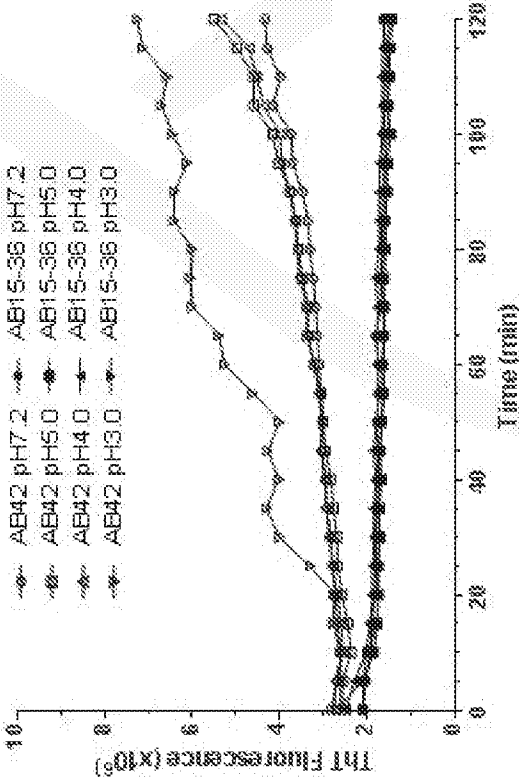 AB42 pH7.2 AB15-36 pH7.2
AB42 pH5.0 AB15-36 pH5.0
AB42 pH4.0 AB15-36 pH4.0
AB42 pH3.0 AB15-36 pH3.0
ThT Fluorescence (x10⁶)
10
8
6
4
2
0
0 20 40 60 80 100 120
Time (min)